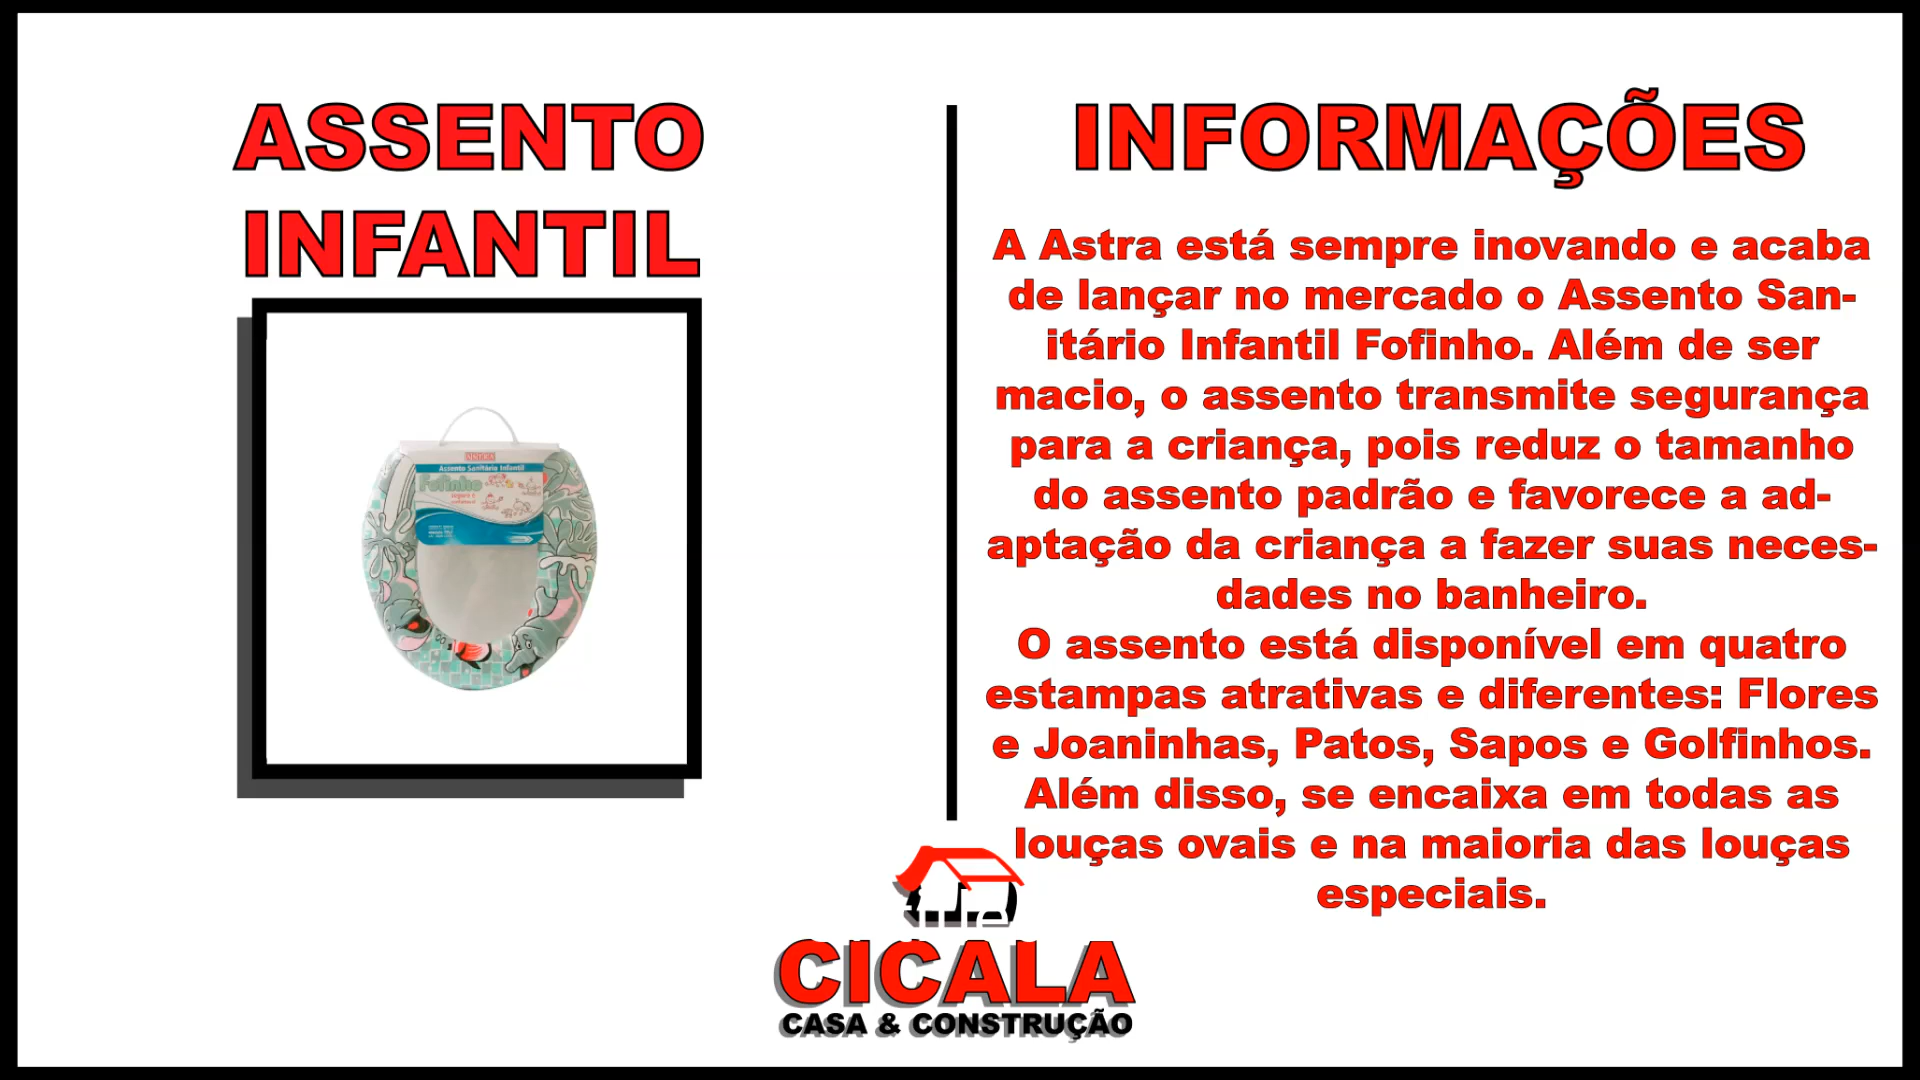 ASSENTO
INFANTIL
ASTRA
Assento Sanitário Infantil
Fofinho
INFORMAÇÕES
A Astra está sempre inovando e acaba
de lançar no mercado o Assento San-
itário Infantil Fofinho. Além de ser
macio, o assento transmite segurança
para a criança, pois reduz o tamanho
do assento padrão e favorece a ad-
aptação da criança a fazer suas neces-
dades no banheiro.
O assento está disponível em quatro
estampas atrativas e diferentes: Flores
e Joaninhas, Patos, Sapos e Golfinhos.
Além disso, se encaixa em todas as
louças ovais e na maioria das louças
especiais.
CICALA
CASA & CONSTRUÇÃO